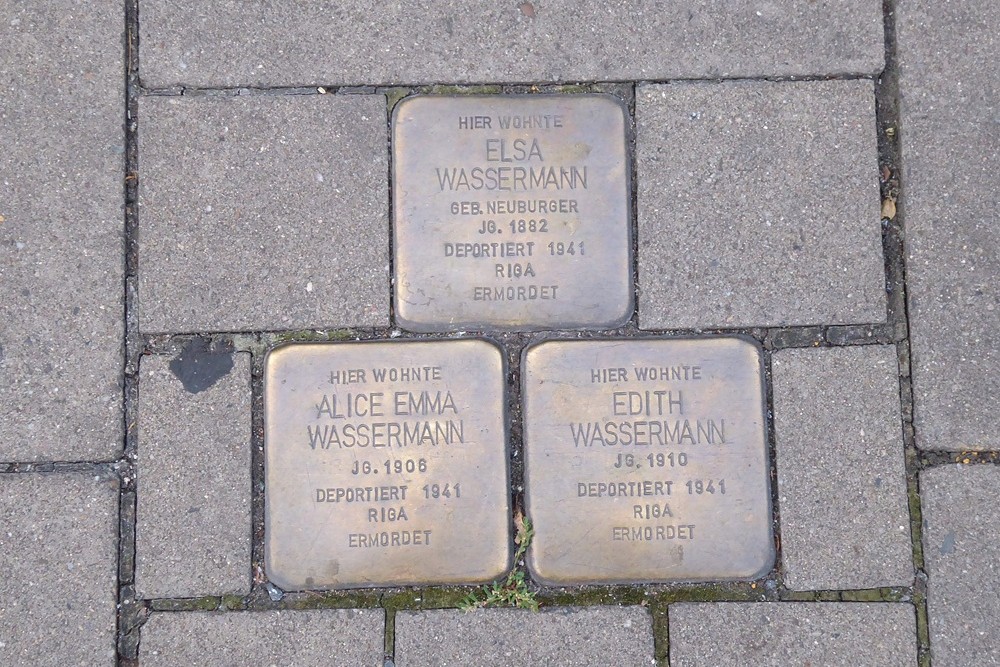 HIER WOHNTE
ELSA
WASSERMANN
GEB. NEUBURGER
JG. 1882
DEPORTIERT 1941
RIGA
ERMORDET
HIER WOHNTE
ALICE EMMA
WASSERMANN
JG. 1906
DEPORTIERT 1941
RIGA
ERMORDET
HIER WOHNTE
EDITH
WASSERMANN
JG. 1910
DEPORTIERT 1941
RIGA
ERMORDET